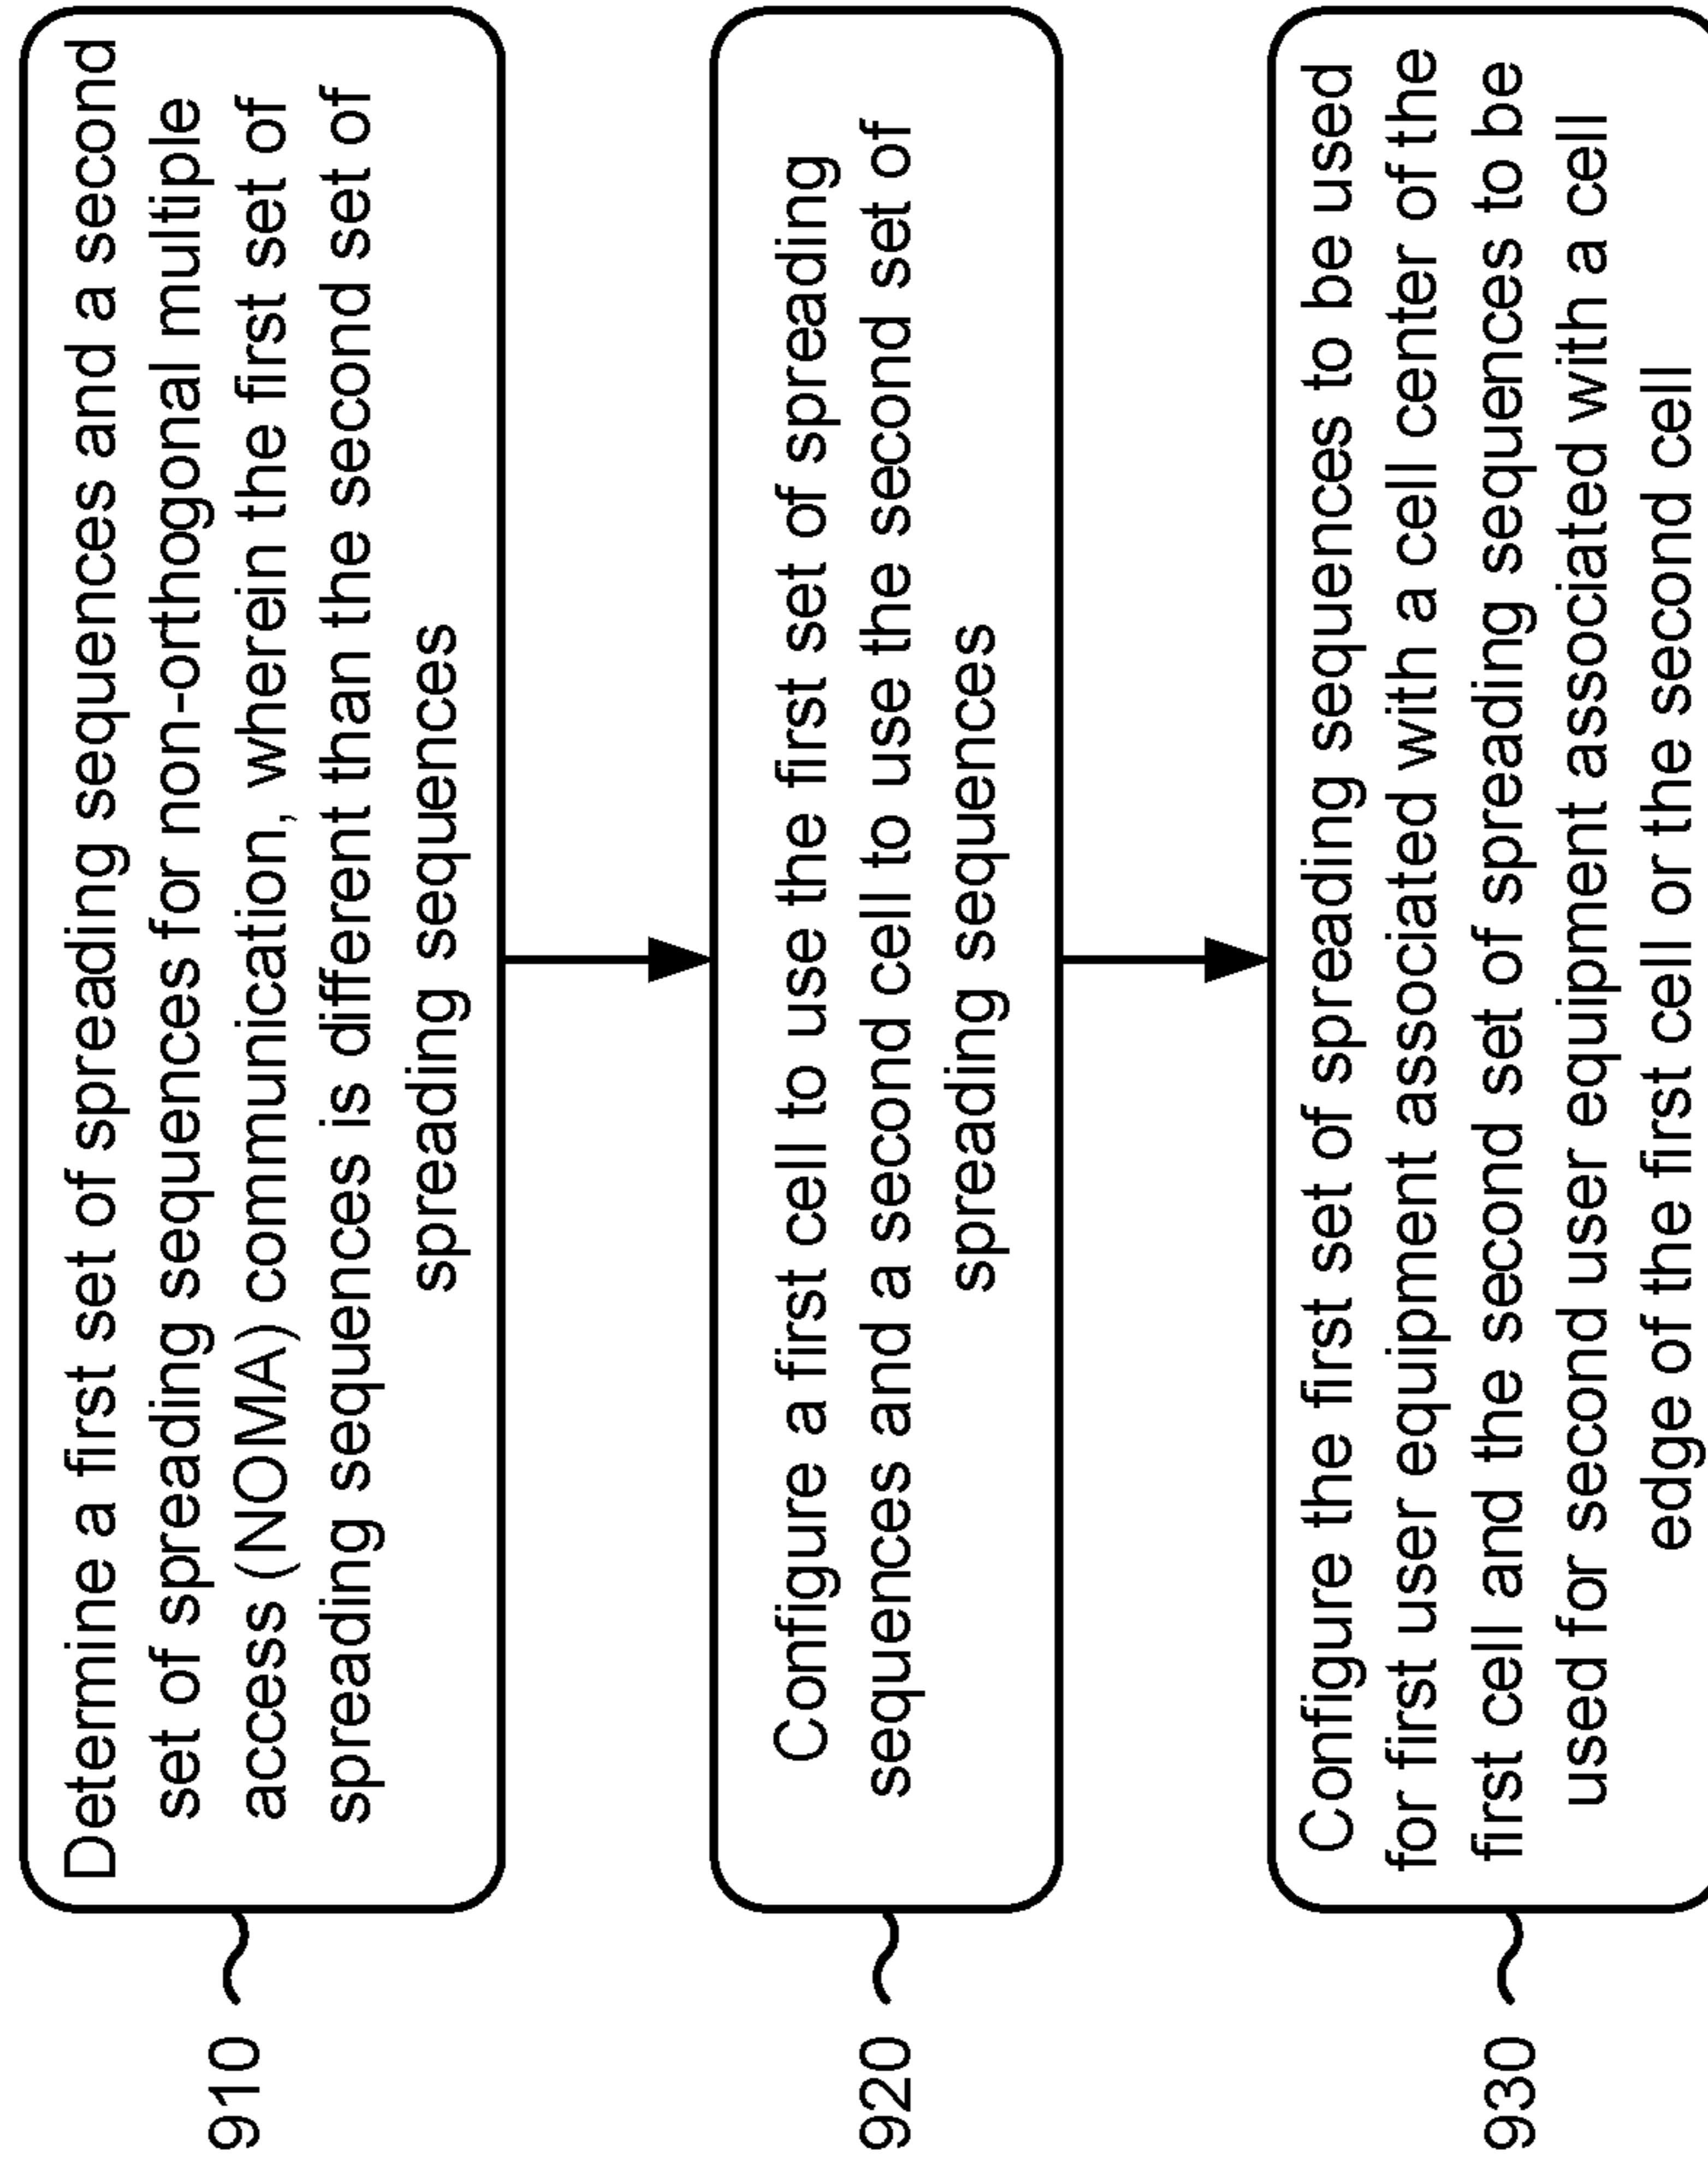 910
Determine a first set of spreading sequences and a second
set of spreading sequences for non-orthogonal multiple
access (NOMA) communication, wherein the first set of
spreading sequences is different than the second set of
spreading sequences
920
Configure a first cell to use the first set of spreading
sequences and a second cell to use the second set of
spreading sequences
930
Configure the first set of spreading sequences to be used
for first user equipment associated with a cell center of the
first cell and the second set of spreading sequences to be
used for second user equipment associated with a cell
edge of the first cell or the second cell